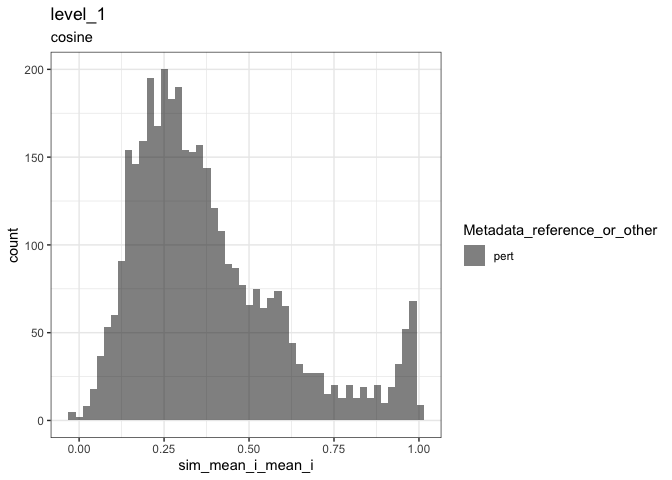 level_1
cosine
200
150
100
50
0
count
0.00 0.25 0.50 0.75 1.00
sim_mean_i_mean_i
Metadata_reference_or_other
pert